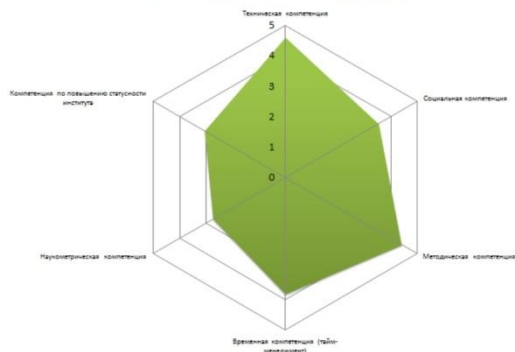 Техническая компетенция
5
4
Компетенция по повышению статусности
института
3
Социальная компетенция
2
1
0
Наукометрическая компетенция
Методическая компетенция
Временная компетенция (тайм-
менеджмент)